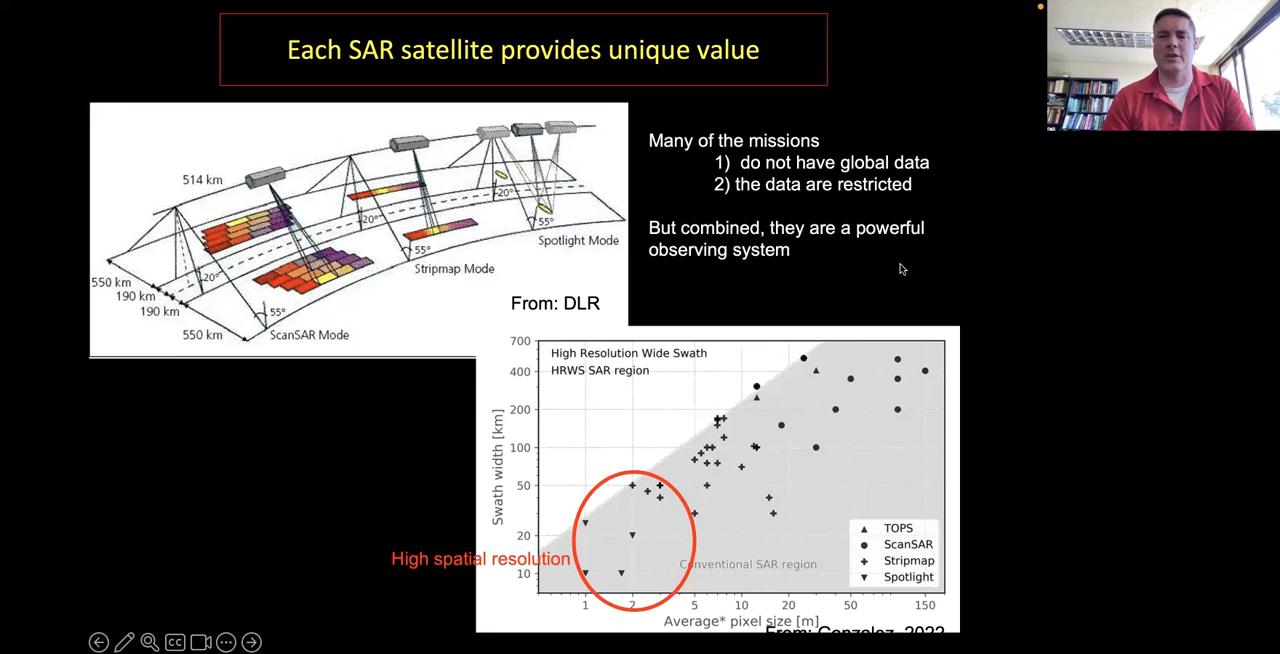 Each SAR satellite provides unique value
514 km
20°
20°
20°
55°
55°
55°
Spotlight Mode
Stripmap Mode
ScanSAR Mode
550 km
190 km
190 km
550 km
From: DLR
Many of the missions
1) do not have global data
2) the data are restricted
But combined, they are a powerful
observing system
High Resolution Wide Swath
HRWS SAR region
Swath width [km]
700
400
200
100
50
20
10
TOPS
ScanSAR
Stripmap
Spotlight
Conventional SAR region
High spatial resolution
1
2
5
10
20
50
150
Average* pixel size [m]
From: Gonzalez, 2022
CC